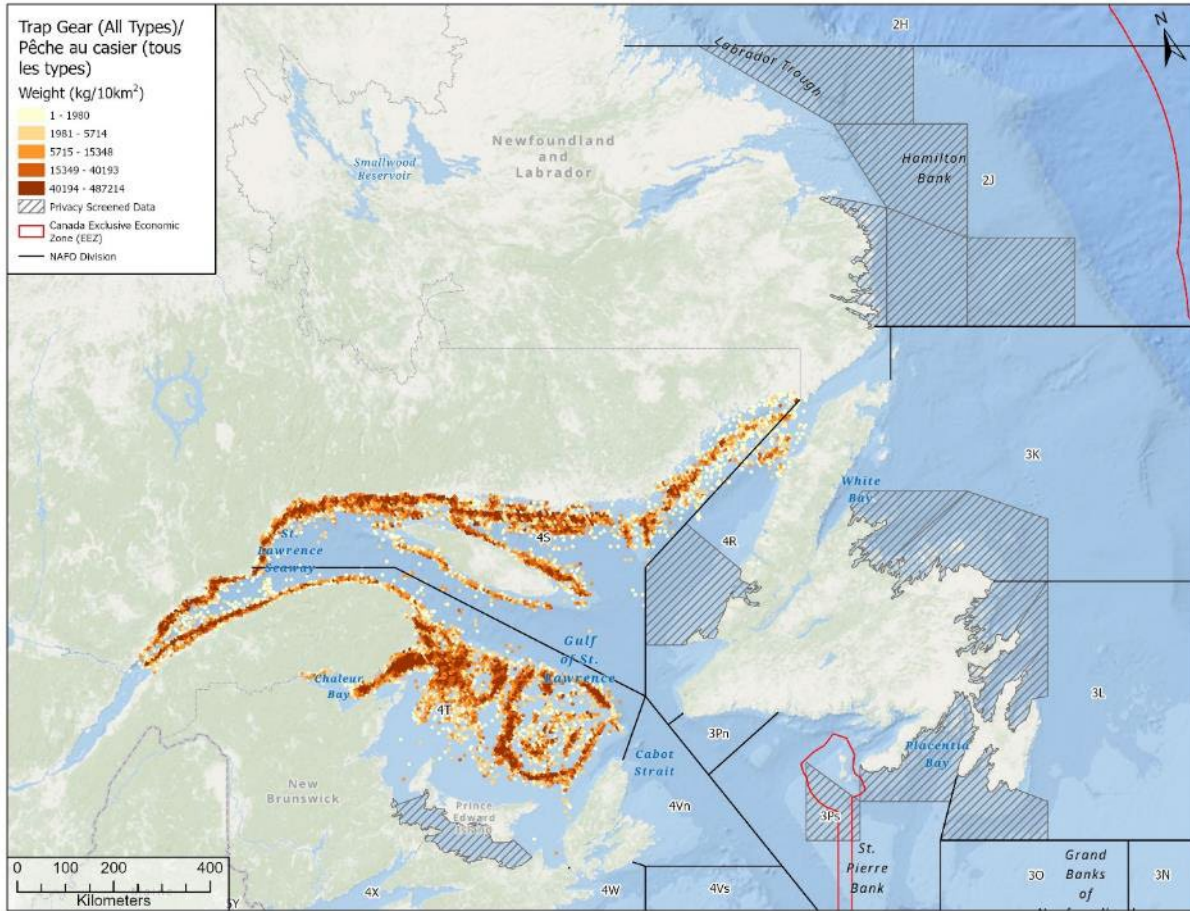 Trap Gear (All Types)/
Pêche au casier (tous
les types)
Weight (kg/10km²)
1 - 1980
1981 - 5714
5715 - 15348
15349 - 40193
40194 - 487214
Privacy Screened Data
Canada Exclusive Economic
Zone (EEZ)
NAFO Division
N
2H
Labrador Trough
Newfoundland
and
Labrador
Smallwood
Reservoir
Hamilton
Bank
2J
3K
White
Bay
4R
4S
St.
Lawrence
Seaway
Gulf
of St.
Lawrence
Chaleur
Bay
4T
3L
3Pn
Placentia
Bay
Cabot
Strait
New
Brunswick
Prince
Edward
Island
4Vn
3Ps
St.
Pierre
Bank
Grand
Banks
of
3O
3N
4X
4W
4Vs
5Y
0 100 200 400
Kilometers